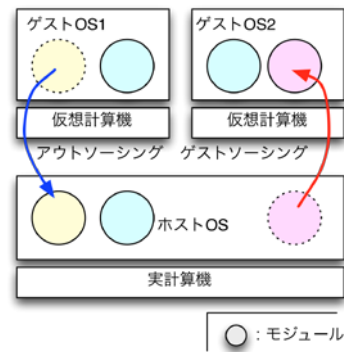 ゲストOS1
ゲストOS2
仮想計算機
仮想計算機
アウトソーシング
ゲストソーシング
ホストOS
実計算機
：モジュール